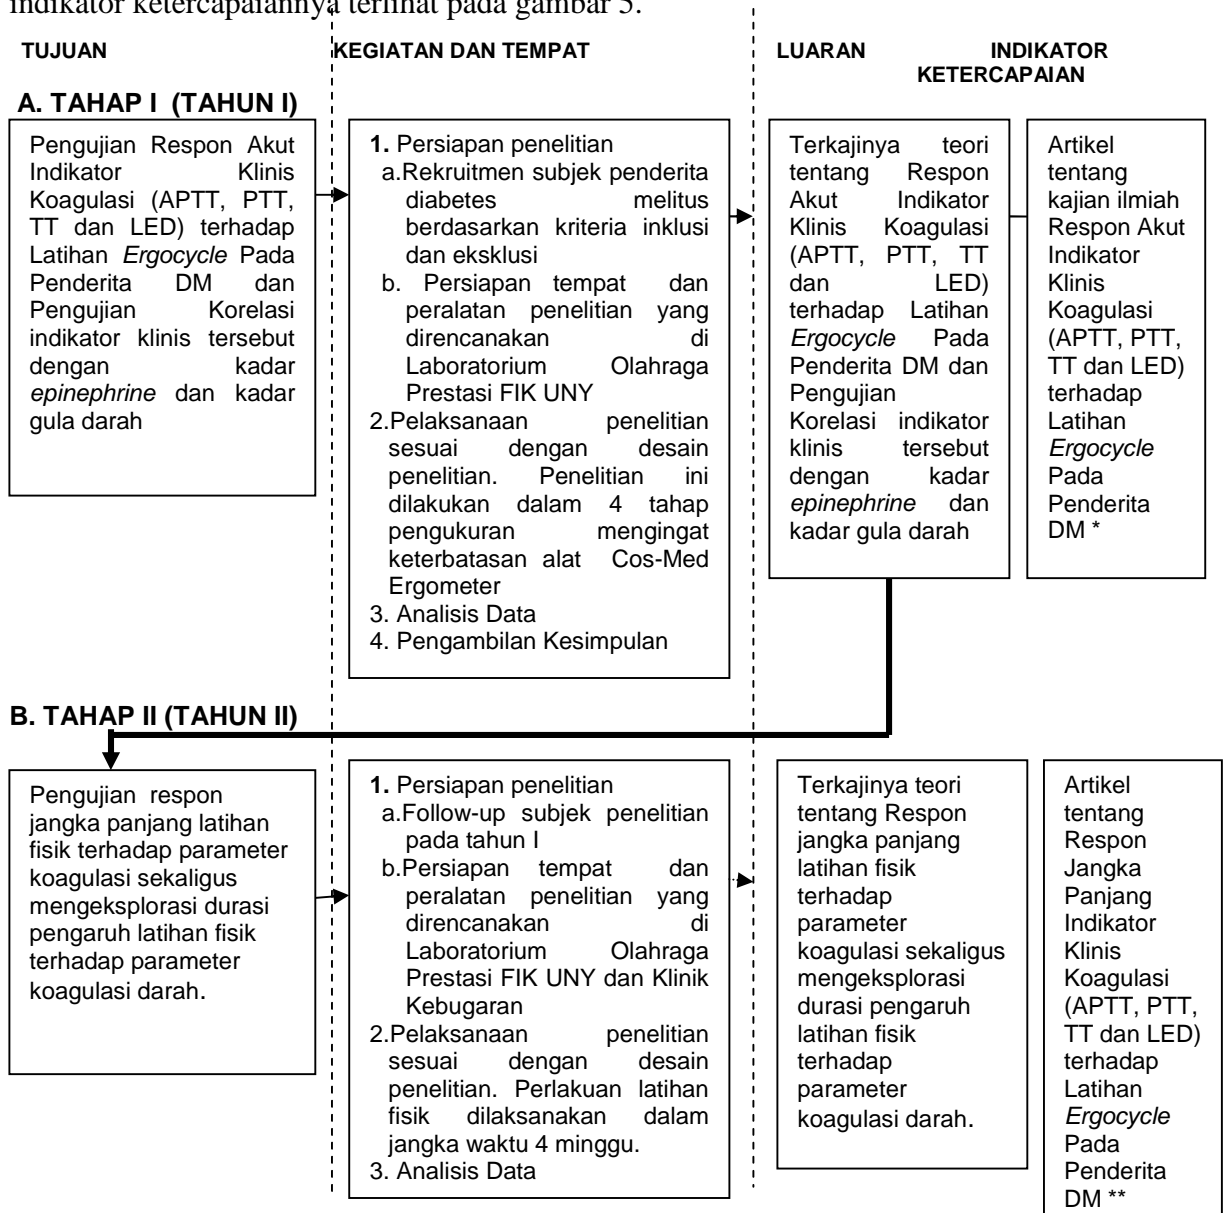 indikator ketercapaiannya terlihat pada gambar 5.
TUJUAN
KEGIATAN DAN TEMPAT
LUARAN
INDIKATOR
KETERCAPAIAN
A. TAHAP I (TAHUN I)
Pengujian Respon Akut
Indikator Klinis
Koagulasi (APTT, PTT,
TT dan LED) terhadap
Latihan Ergocycle Pada
Penderita DM dan
Pengujian Korelasi
indikator klinis tersebut
dengan kadar
epinephrine dan kadar
gula darah
1. Persiapan penelitian
a.Rekruitmen subjek penderita
diabetes melitus
berdasarkan kriteria inklusi
dan eksklusi
b. Persiapan tempat dan
peralatan penelitian yang
direncanakan di
Laboratorium Olahraga
Prestasi FIK UNY
2.Pelaksanaan penelitian
sesuai dengan desain
penelitian. Penelitian ini
dilakukan dalam 4 tahap
pengukuran mengingat
keterbatasan alat Cos-Med
Ergometer
3. Analisis Data
4. Pengambilan Kesimpulan
Terkajinya teori
tentang Respon
Akut Indikator
Klinis Koagulasi
(APTT, PTT, TT
dan LED)
terhadap Latihan
Ergocycle Pada
Penderita DM dan
Pengujian
Korelasi indikator
klinis tersebut
dengan kadar
epinephrine dan
kadar gula darah
Artikel
tentang
kajian ilmiah
Respon Akut
Indikator
Klinis
Koagulasi
(APTT, PTT,
TT dan LED)
terhadap
Latihan
Ergocycle
Pada
Penderita
DM *
B. TAHAP II (TAHUN II)
Pengujian respon
jangka panjang latihan
fisik terhadap parameter
koagulasi sekaligus
mengeksplorasi durasi
pengaruh latihan fisik
terhadap parameter
koagulasi darah.
1. Persiapan penelitian
a.Follow-up subjek penelitian
pada tahun I
b.Persiapan tempat dan
peralatan penelitian yang
direncanakan di
Laboratorium Olahraga
Prestasi FIK UNY dan Klinik
Kebugaran
2.Pelaksanaan penelitian
sesuai dengan desain
penelitian. Perlakuan latihan
fisik dilaksanakan dalam
jangka waktu 4 minggu.
3. Analisis Data
Terkajinya teori
tentang Respon
jangka panjang
latihan fisik
terhadap
parameter
koagulasi sekaligus
mengeksplorasi
durasi pengaruh
latihan fisik
terhadap
parameter
koagulasi darah.
Artikel
tentang
Respon
Jangka
Panjang
Indikator
Klinis
Koagulasi
(APTT, PTT,
TT dan LED)
terhadap
Latihan
Ergocycle
Pada
Penderita
DM **